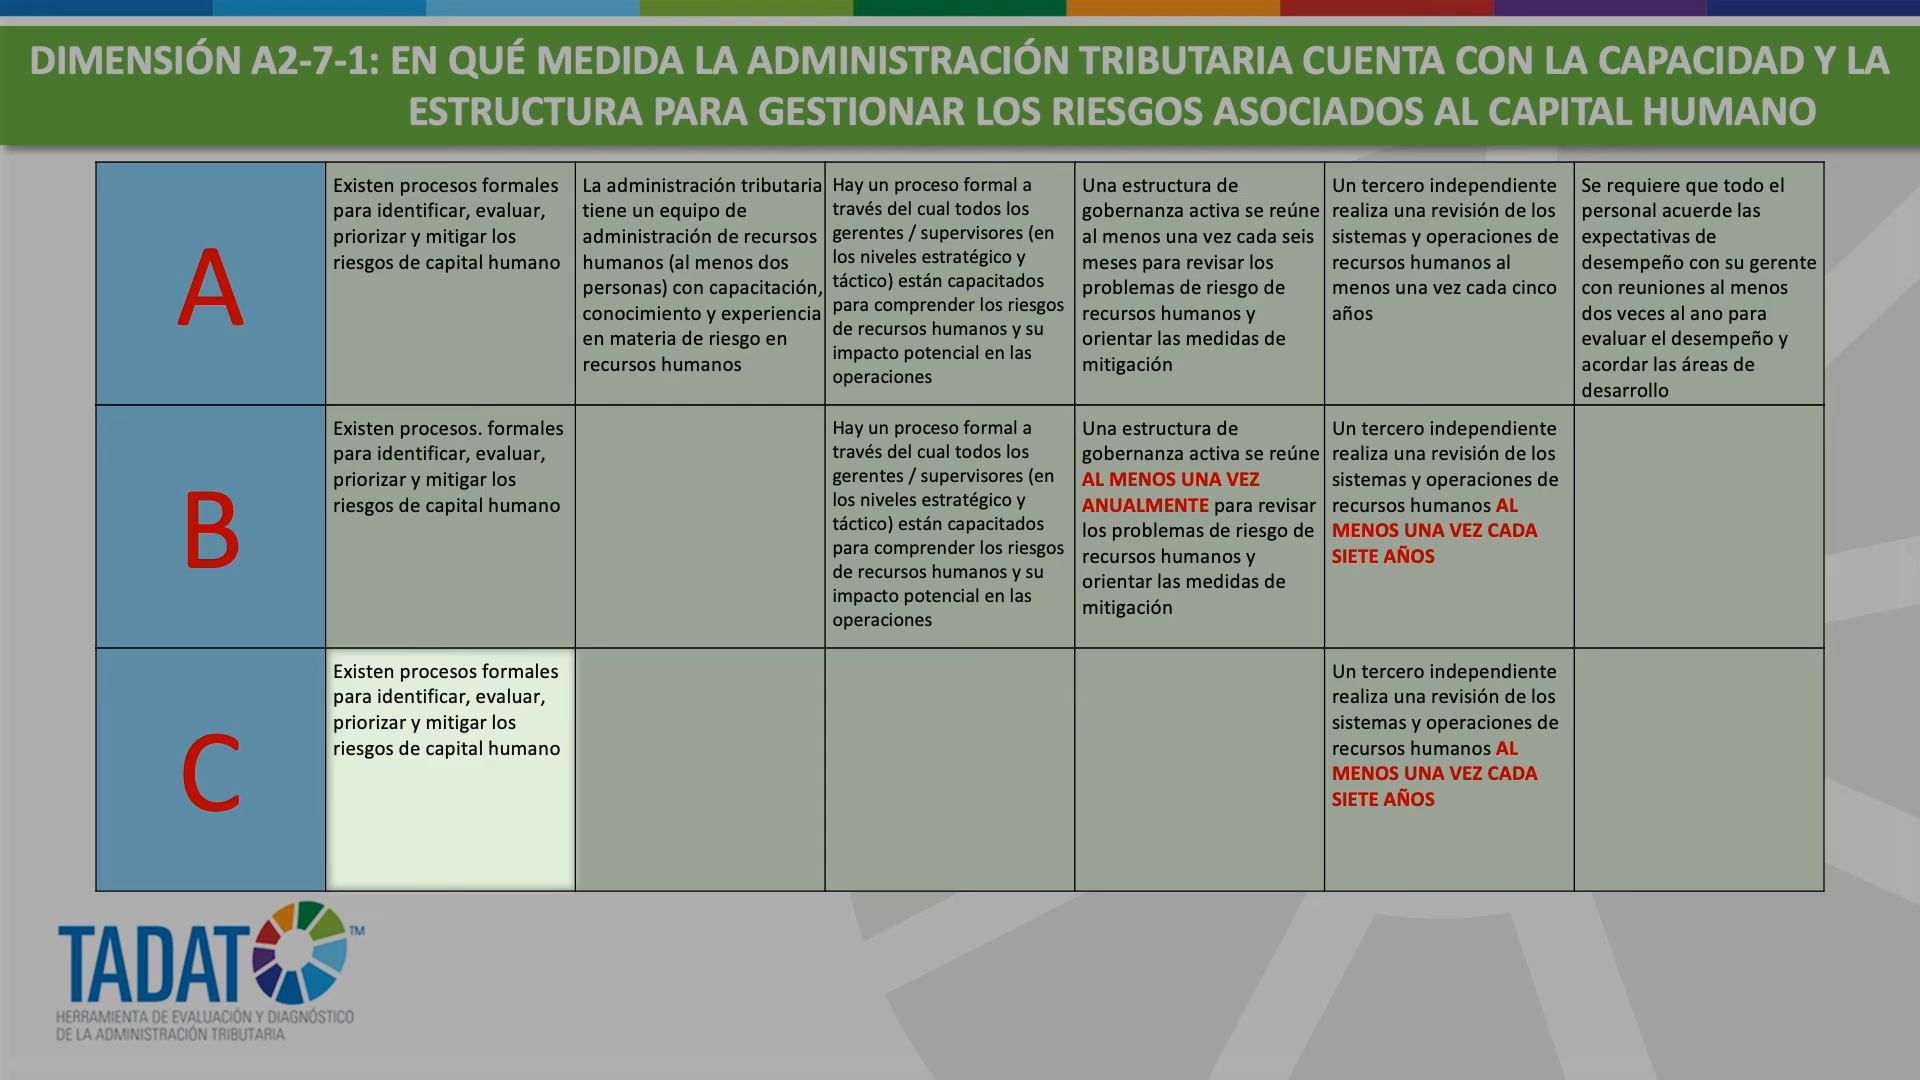 DIMENSIÓN A2-7-1: EN QUÉ MEDIDA LA ADMINISTRACIÓN TRIBUTARIA CUENTA CON LA CAPACIDAD Y LA
ESTRUCTURA PARA GESTIONAR LOS RIESGOS ASOCIADOS AL CAPITAL HUMANO
A
Existen procesos formales
para identificar, evaluar,
priorizar y mitigar los
riesgos de capital humano
La administración tributaria
tiene un equipo de
administración de recursos
humanos (al menos dos
personas) con capacitación,
conocimiento y experiencia
en materia de riesgo en
recursos humanos
Hay un proceso formal a
través del cual todos los
gerentes / supervisores (en
los niveles estratégico y
táctico) están capacitados
para comprender los riesgos
de recursos humanos y su
impacto potencial en las
operaciones
Una estructura de
gobernanza activa se reúne
al menos una vez cada seis
meses para revisar los
problemas de riesgo de
recursos humanos y
orientar las medidas de
mitigación
Un tercero independiente
realiza una revisión de los
sistemas y operaciones de
recursos humanos al
menos una vez cada cinco
años
Se requiere que todo el
personal acuerde las
expectativas de
desempeño con su gerente
con reuniones al menos
dos veces al ano para
evaluar el desempeño y
acordar las áreas de
desarrollo
B
Existen procesos. formales
para identificar, evaluar,
priorizar y mitigar los
riesgos de capital humano
Hay un proceso formal a
través del cual todos los
gerentes / supervisores (en
los niveles estratégico y
táctico) están capacitados
para comprender los riesgos
de recursos humanos y su
impacto potencial en las
operaciones
Una estructura de
gobernanza activa se reúne
AL MENOS UNA VEZ
ANUALMENTE para revisar
los problemas de riesgo de
recursos humanos y
orientar las medidas de
mitigación
Un tercero independiente
realiza una revisión de los
sistemas y operaciones de
recursos humanos AL
MENOS UNA VEZ CADA
SIETE AÑOS
C
Existen procesos formales
para identificar, evaluar,
priorizar y mitigar los
riesgos de capital humano
Un tercero independiente
realiza una revisión de los
sistemas y operaciones de
recursos humanos AL
MENOS UNA VEZ CADA
SIETE AÑOS
TADAT TM
HERRAMIENTA DE EVALUACIÓN Y DIAGNÓSTICO
DE LA ADMINISTRACIÓN TRIBUTARIA